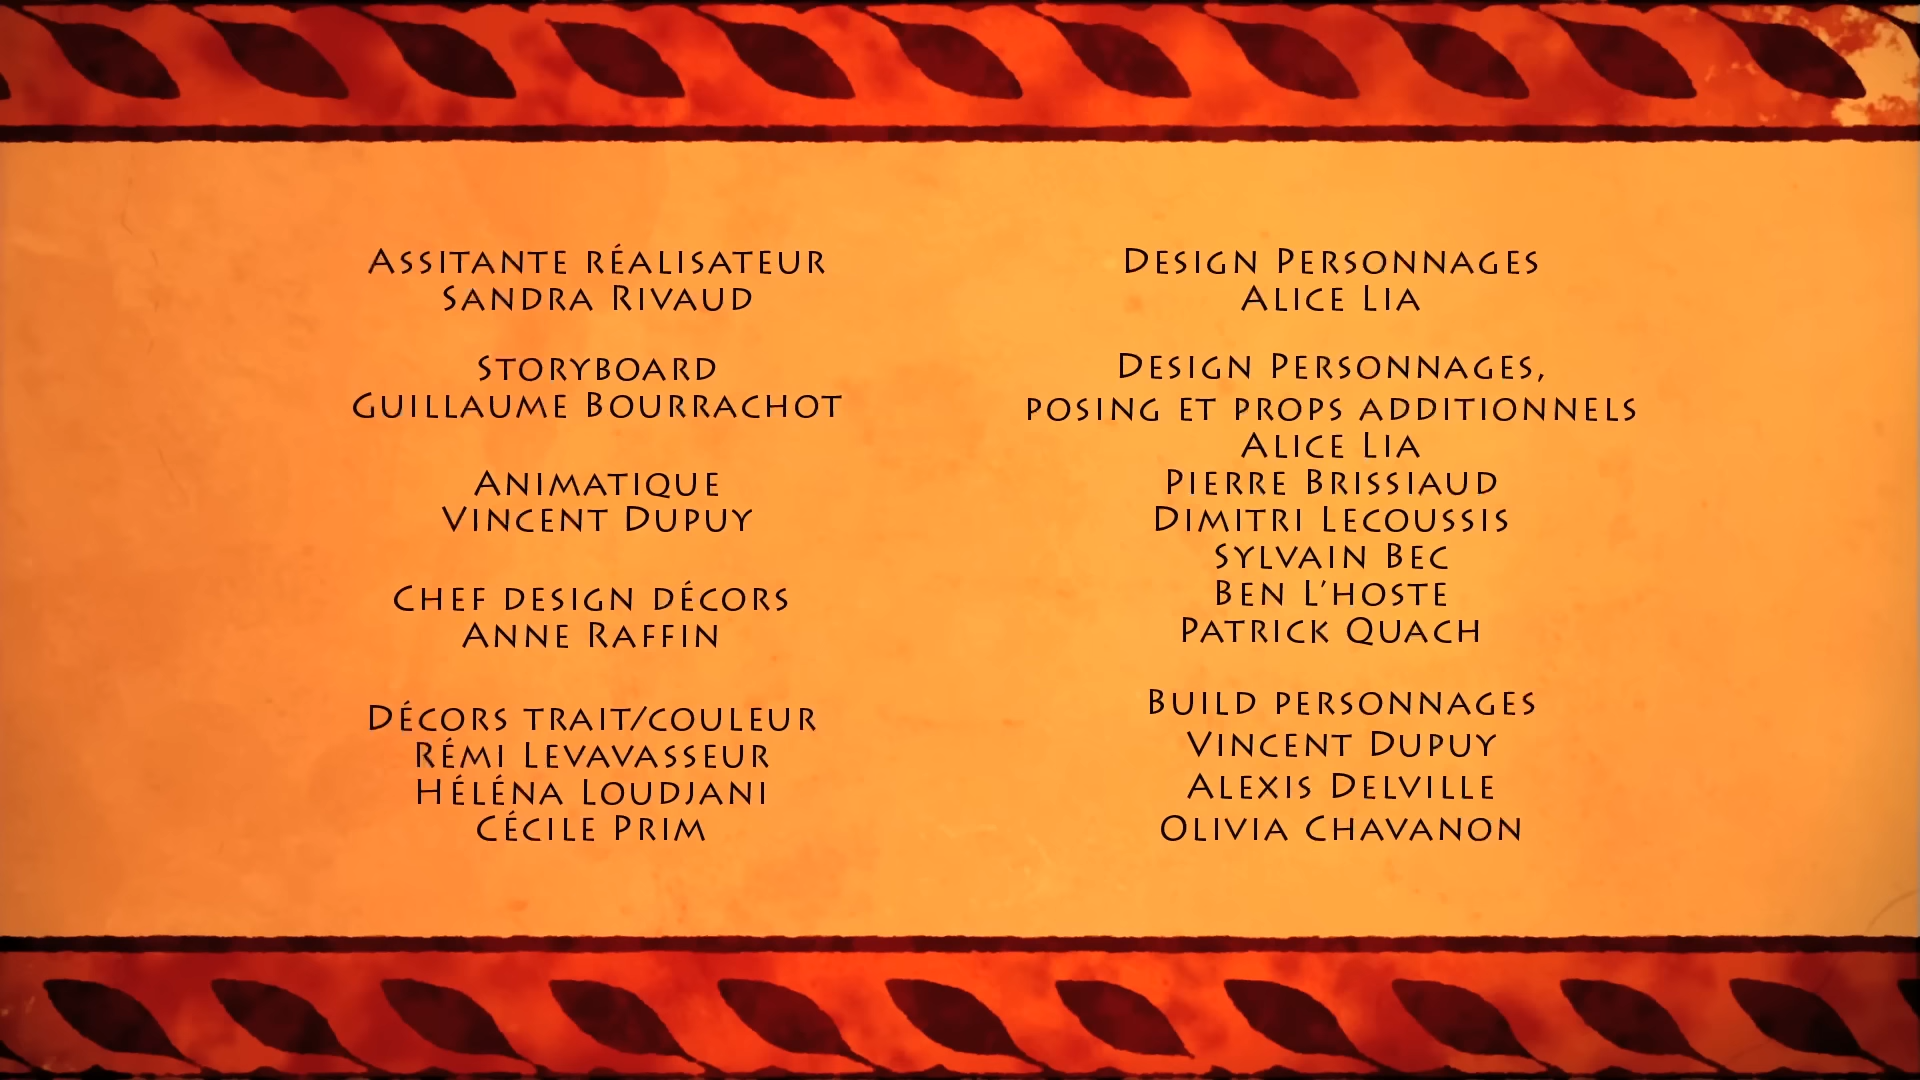 Assitante réalisateur
Sandra Rivaud
Storyboard
Guillaume Bourrachot
Animatique
Vincent Dupuy
Chef design décors
Anne Raffin
Décors trait/couleur
Rémi Levavasseur
Héléna Loudjani
Cécile Prim
Design Personnages
Alice Lia
Design Personnages,
posing et props additionnels
Alice Lia
Pierre Brissiaud
Dimitri Lecoussis
Sylvain Bec
Ben L’hoste
Patrick Quach
Build personnages
Vincent Dupuy
Alexis Delville
Olivia Chavanon